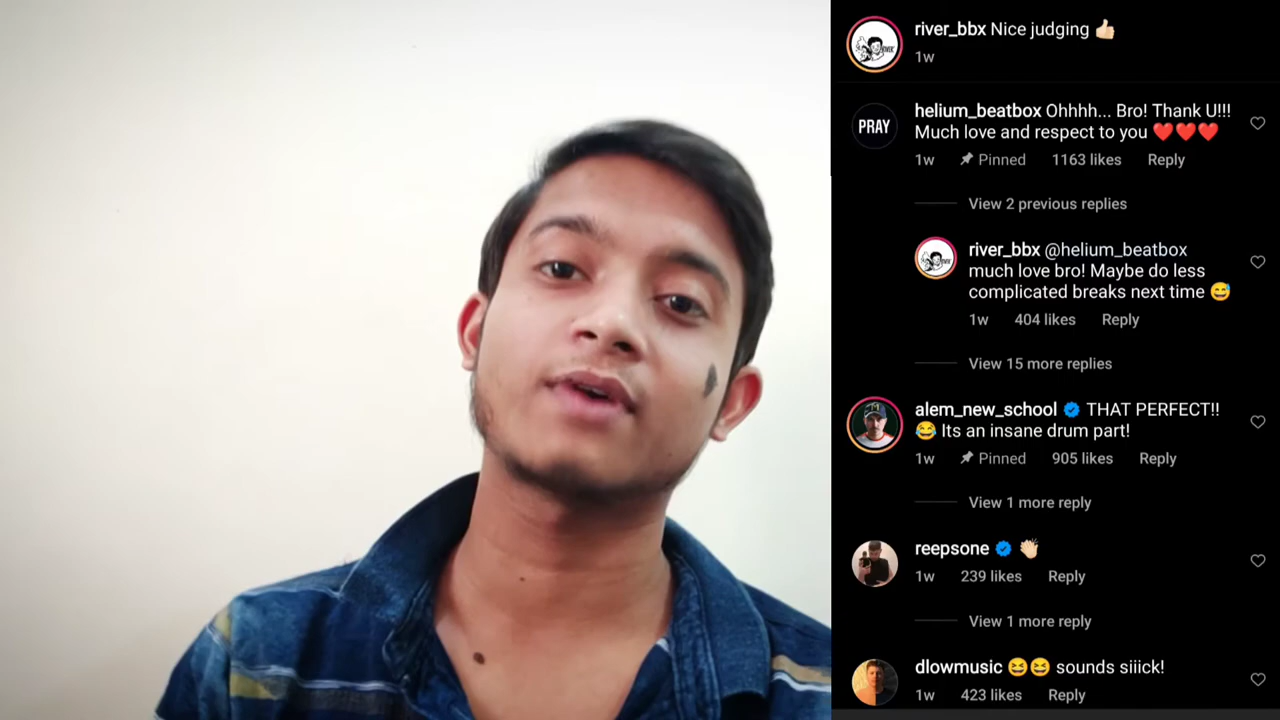 river_bbx Nice judging 👍🏻
1w
helium_beatbox Ohhhh... Bro! Thank U!!!
PRAY
Much love and respect to you ❤️❤️❤️
1w Pinned 1163 likes Reply
View 2 previous replies
river_bbx @helium_beatbox
much love bro! Maybe do less
complicated breaks next time 😅
1w 404 likes Reply
View 15 more replies
alem_new_school THAT PERFECT!!
😂 Its an insane drum part!
1w Pinned 905 likes Reply
View 1 more reply
reepsone 👏🏻
1w 239 likes Reply
View 1 more reply
dlowmusic 😆😆 sounds siiick!
1w 423 likes Reply